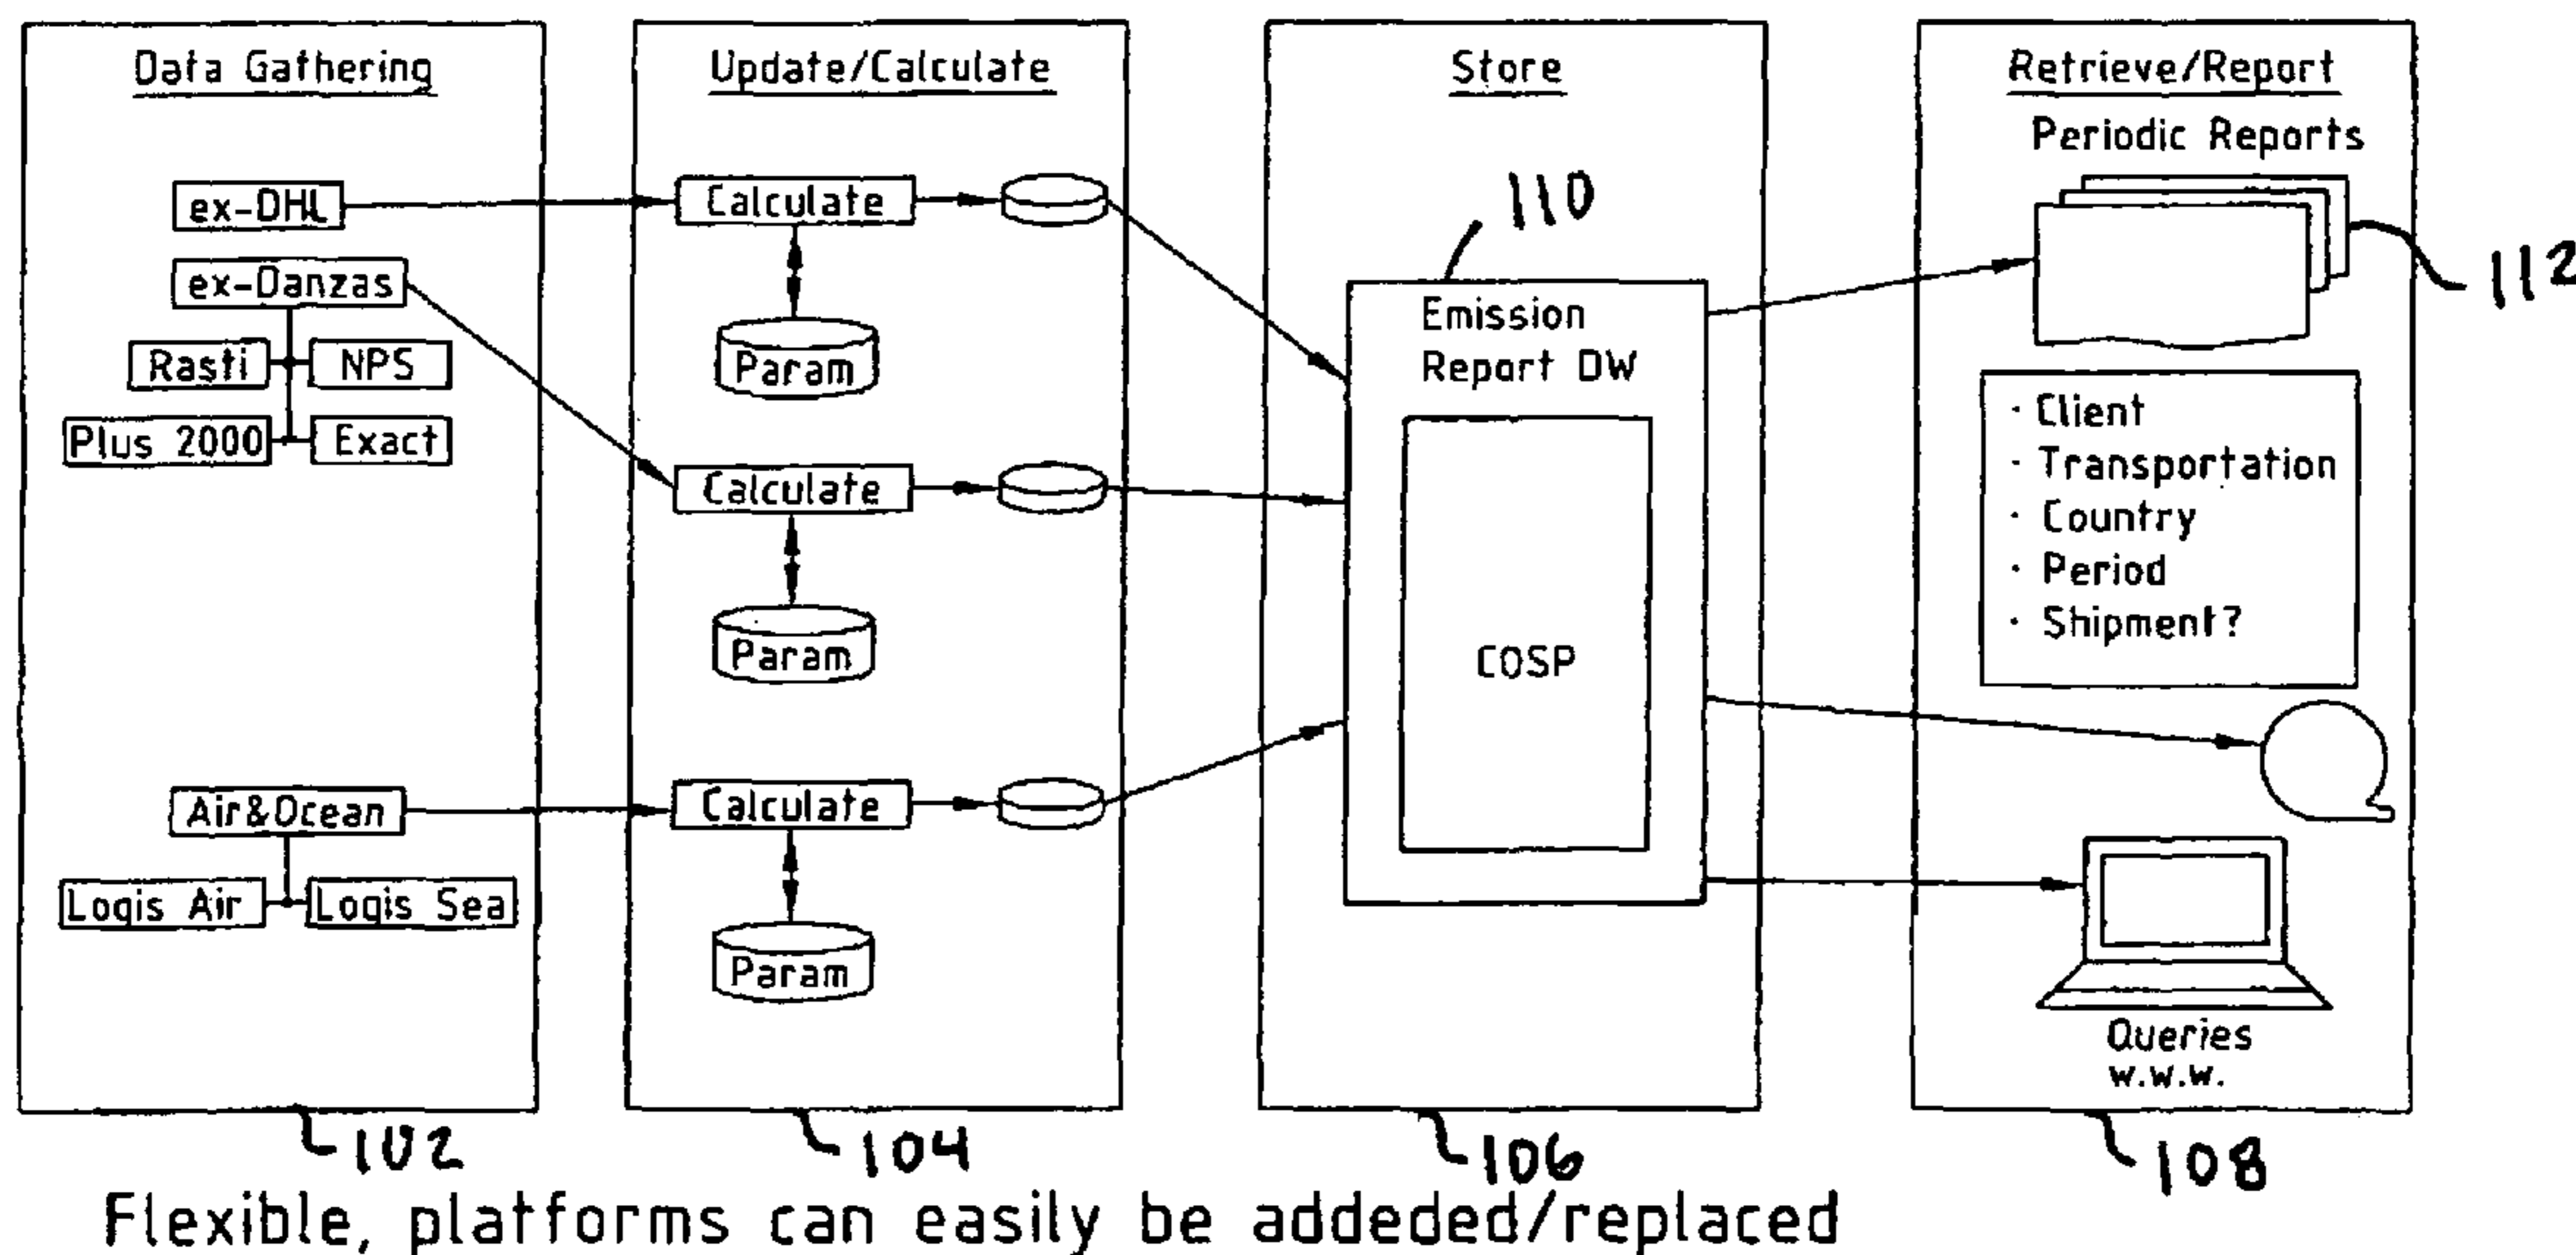 Data Gathering
ex-DHL
ex-Danzas
Rasti
NPS
Plus 2000
Exact
Air&Ocean
Logis Air
Logis Sea
102
Update/Calculate
Calculate
Param
Calculate
Param
Calculate
Param
104
Store
110
Emission
Report DW
COSP
106
Retrieve/Report
Periodic Reports
112
· Client
· Transportation
· Country
· Period
· Shipment?
Queries
w.w.w.
108
Flexible, platforms can easily be addeded/replaced